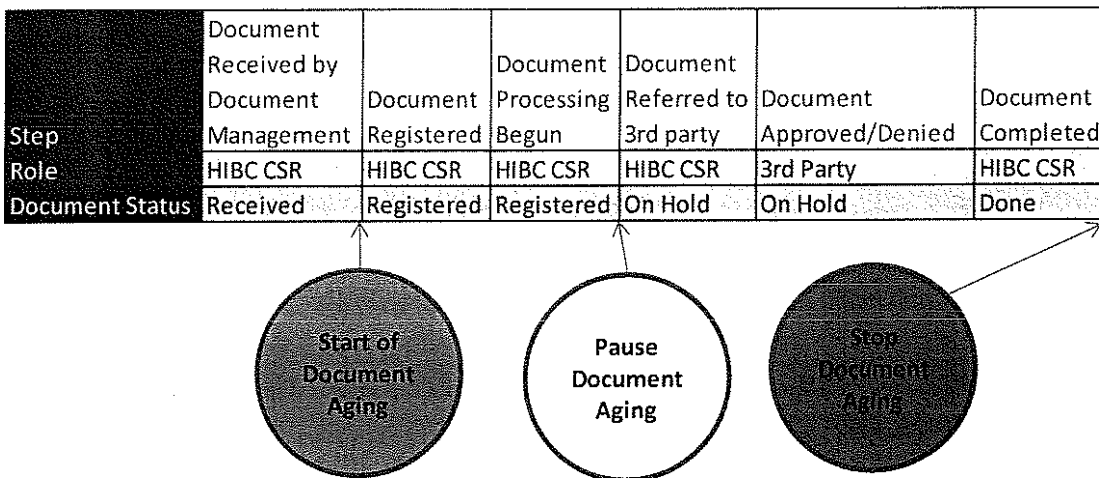 Step
Document
Received by
Document
Management
Document
Registered
Document
Processing
Begun
Document
Referred to
3rd party
Document
Approved/Denied
Document
Completed
Role HIBC CSR HIBC CSR HIBC CSR HIBC CSR 3rd Party HIBC CSR
Document Status Received Registered Registered On Hold On Hold Done
Start of
Document
Aging
Pause
Document
Aging
Stop
Document
Aging